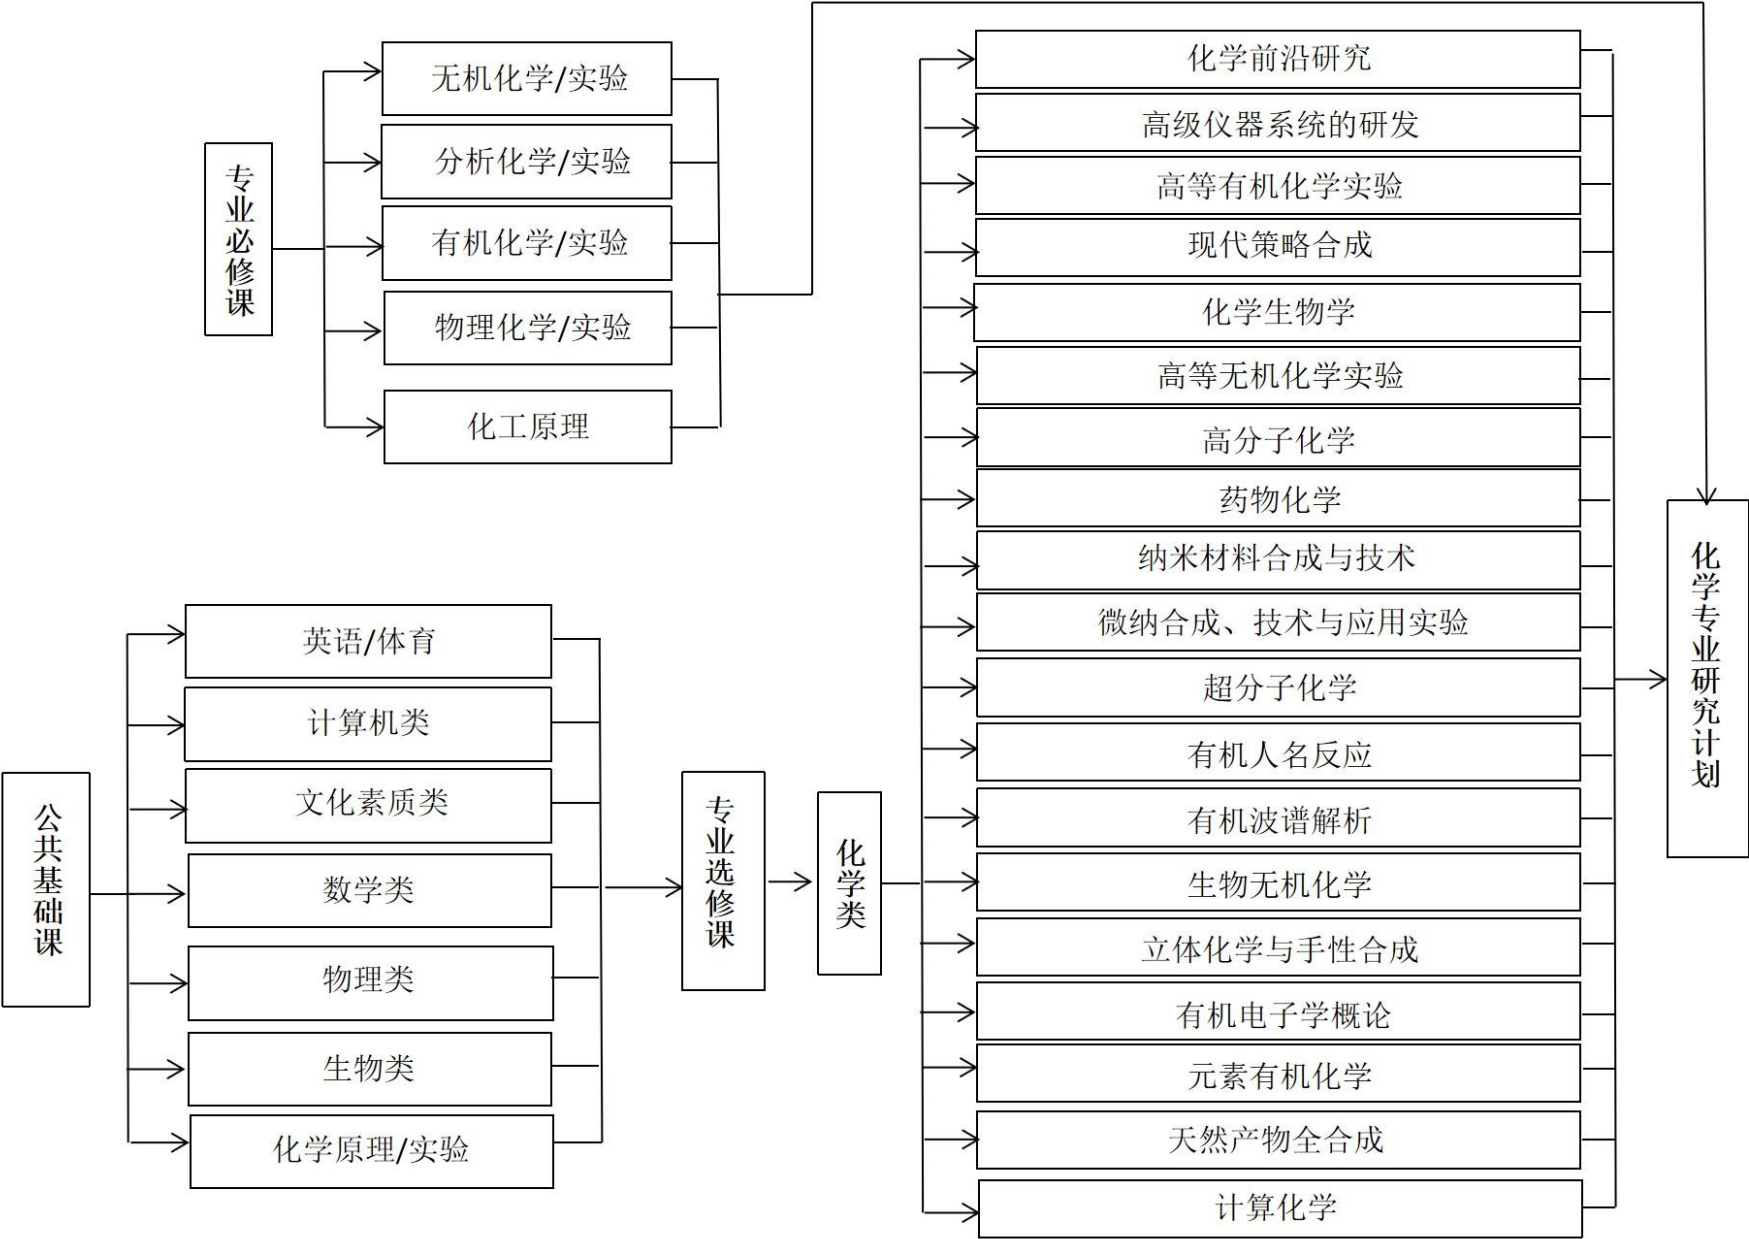 专业必修课
无机化学/实验
分析化学/实验
有机化学/实验
物理化学/实验
化工原理
公共基础课
英语/体育
计算机类
文化素质类
数学类
物理类
生物类
化学原理/实验
专业选修课
化学类
化学前沿研究
高级仪器系统的研发
高等有机化学实验
现代策略合成
化学生物学
高等无机化学实验
高分子化学
药物化学
纳米材料合成与技术
微纳合成、技术与应用实验
超分子化学
有机人名反应
有机波谱解析
生物无机化学
立体化学与手性合成
有机电子学概论
元素有机化学
天然产物全合成
计算化学
化学专业研究计划